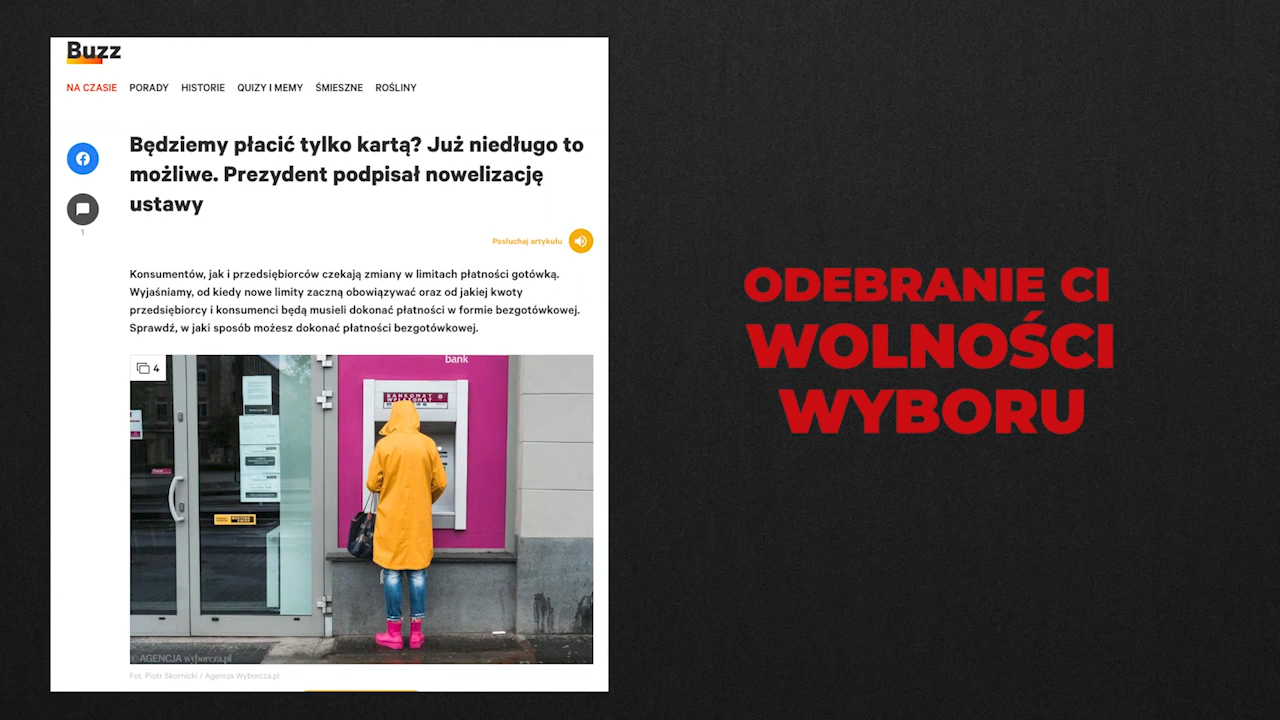 Buzz
NA CZASIE PORADY HISTORIE QUIZY I MEMY ŚMIESZNE ROŚLINY
Będziemy płacić tylko kartą? Już niedługo to
możliwe. Prezydent podpisał nowelizację
ustawy
1
Posłuchaj artykułu
Konsumentów, jak i przedsiębiorców czekają zmiany w limitach płatności gotówką.
Wyjaśniamy, od kiedy nowe limity zaczną obowiązywać oraz od jakiej kwoty
przedsiębiorcy i konsumenci będą musieli dokonać płatności w formie bezgotówkowej.
Sprawdź, w jaki sposób możesz dokonać płatności bezgotówkowej.
4
bank
BANKOMAT
©AGENCJA wyborcza.pl
Fot. Piotr Skornicki / Agencja Wyborcza.pl
ODEBRANIE CI
WOLNOŚCI
WYBORU